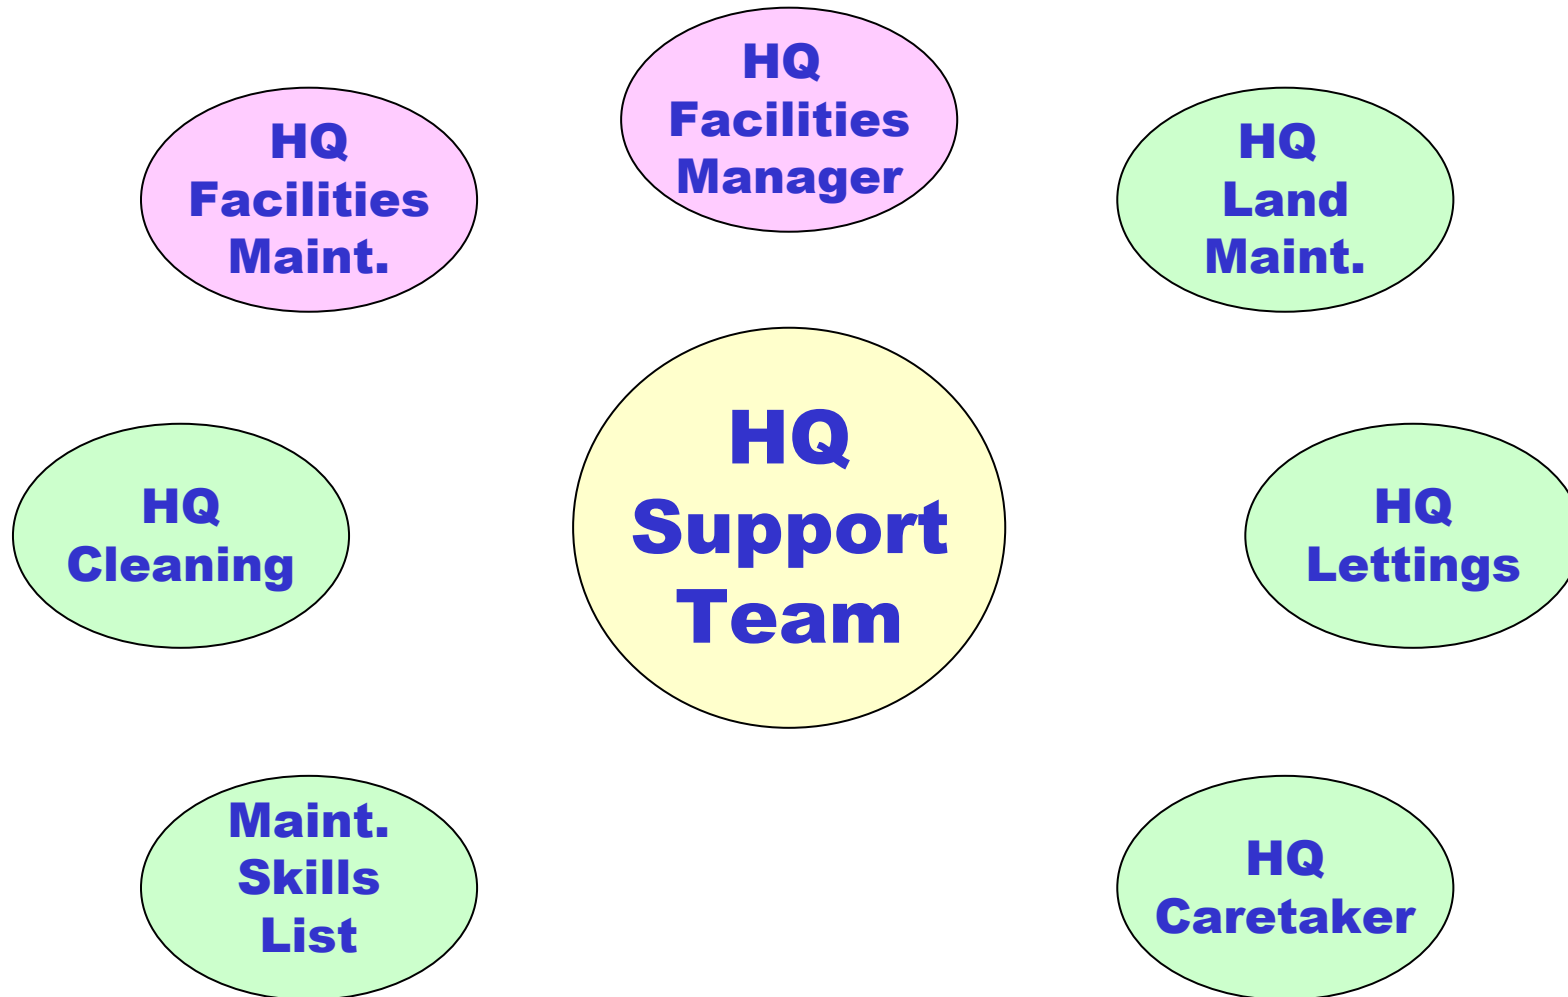 HQ
Facilities
Manager
HQ
Facilities
Maint.
HQ
Land
Maint.
HQ
Support
Team
HQ
Cleaning
HQ
Lettings
Maint.
Skills
List
HQ
Caretaker